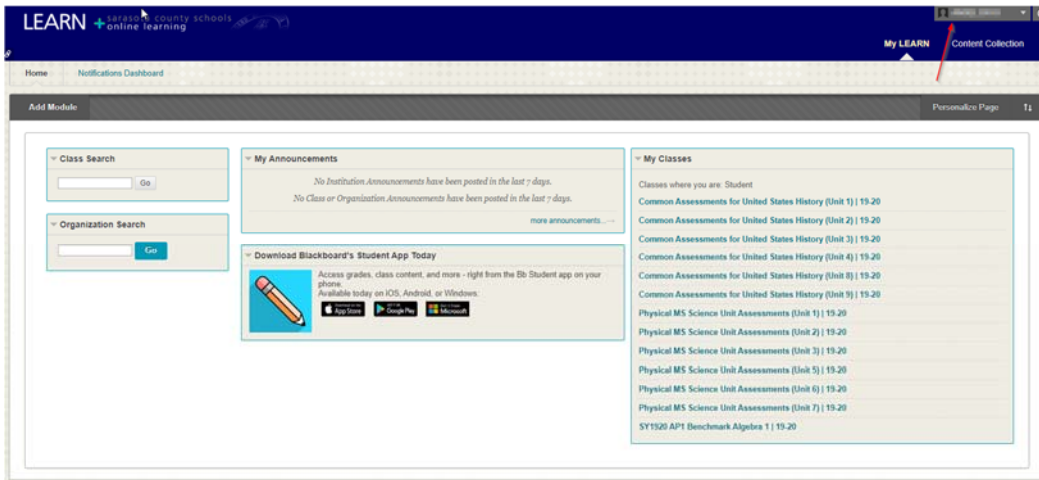 LEARN + sarasota county schools
online learning
My LEARN
Content Collection
Home
Notifications Dashboard
Add Module
Personalize Page
Class Search
Go
Organization Search
Go
My Announcements
No Institution Announcements have been posted in the last 7 days.
No Class or Organization Announcements have been posted in the last 7 days.
more announcements...
Download Blackboard's Student App Today
Access grades, class content, and more - right from the Bb Student app on your
phone.
Available today on iOS, Android, or Windows.
App Store
Google Play
Microsoft
My Classes
Classes where you are: Student
Common Assessments for United States History (Unit 1) | 19-20
Common Assessments for United States History (Unit 2) | 19-20
Common Assessments for United States History (Unit 3) | 19-20
Common Assessments for United States History (Unit 4) | 19-20
Common Assessments for United States History (Unit 8) | 19-20
Common Assessments for United States History (Unit 9) | 19-20
Physical MS Science Unit Assessments (Unit 1) | 19-20
Physical MS Science Unit Assessments (Unit 2) | 19-20
Physical MS Science Unit Assessments (Unit 3) | 19-20
Physical MS Science Unit Assessments (Unit 5) | 19-20
Physical MS Science Unit Assessments (Unit 6) | 19-20
Physical MS Science Unit Assessments (Unit 7) | 19-20
SY1920 AP1 Benchmark Algebra 1 | 19-20